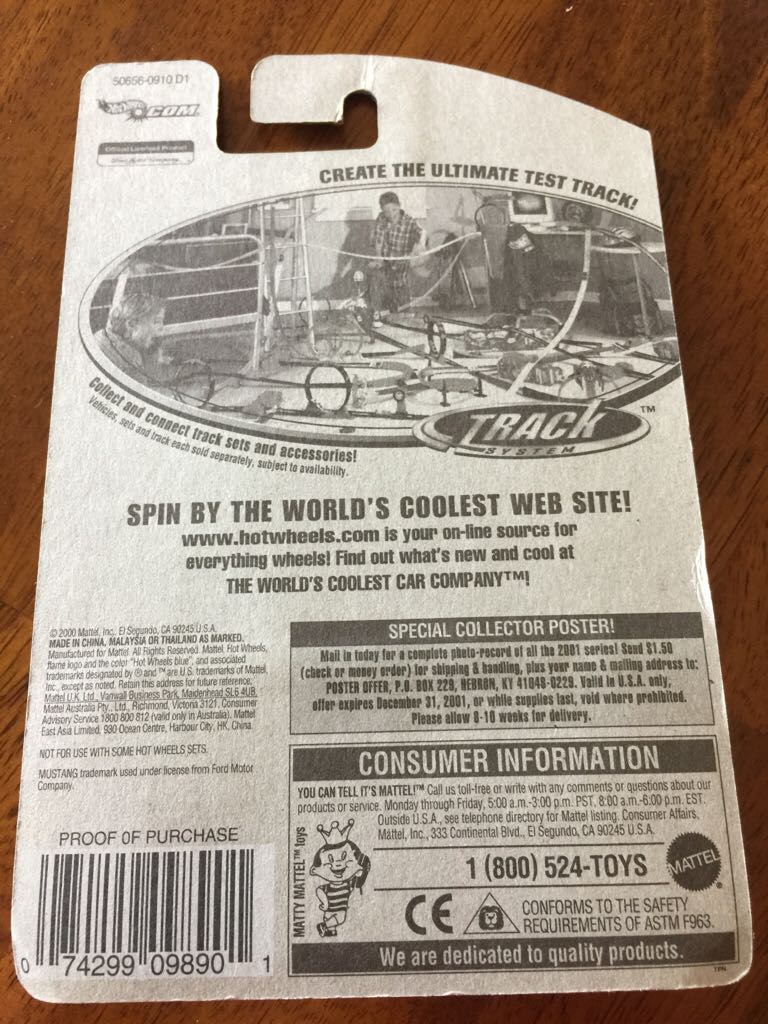 50656-0910 D1
Hot Wheels .COM
Official Licensed Product
CREATE THE ULTIMATE TEST TRACK!
Collect and connect track sets and accessories!
Vehicles, sets and track each sold separately, subject to availability.
TRACK ™
SYSTEM
SPIN BY THE WORLD'S COOLEST WEB SITE!
www.hotwheels.com is your on-line source for
everything wheels! Find out what's new and cool at
THE WORLD'S COOLEST CAR COMPANY™!
© 2000 Mattel, Inc., El Segundo, CA 90245 U.S.A.
MADE IN CHINA, MALAYSIA OR THAILAND AS MARKED.
Manufactured for Mattel. All Rights Reserved. Mattel, Hot Wheels,
flame logo and the color "Hot Wheels blue", and associated
trademarks designated by ® and ™ are U.S. trademarks of Mattel,
Inc., except as noted. Retain this address for future reference:
Mattel U.K. Ltd., Vanwall Business Park, Maidenhead SL6 4UB.
Mattel Australia Pty., Ltd., Richmond, Victoria 3121. Consumer
Advisory Service 1800 800 812 (valid only in Australia). Mattel
East Asia Limited, 930 Ocean Centre, Harbour City, HK, China.
NOT FOR USE WITH SOME HOT WHEELS SETS.
MUSTANG trademark used under license from Ford Motor
Company.
SPECIAL COLLECTOR POSTER!
Mail in today for a complete photo-record of all the 2001 series! Send $1.50
(check or money order) for shipping & handling, plus your name & mailing address to:
POSTER OFFER, P.O. BOX 229, HEBRON, KY 41048-0229. Valid in U.S.A. only,
offer expires December 31, 2001, or while supplies last, void where prohibited.
Please allow 8-10 weeks for delivery.
CONSUMER INFORMATION
YOU CAN TELL IT'S MATTEL!™ Call us toll-free or write with any comments or questions about our
products or service. Monday through Friday, 5:00 a.m.-3:00 p.m. PST, 8:00 a.m.-6:00 p.m. EST.
Outside U.S.A., see telephone directory for Mattel listing. Consumer Affairs,
Mattel, Inc., 333 Continental Blvd., El Segundo, CA 90245 U.S.A.
MATTY MATTEL™ toys
1 (800) 524-TOYS
MATTEL
CE
CONFORMS TO THE SAFETY
REQUIREMENTS OF ASTM F963.
We are dedicated to quality products.
TPN
PROOF OF PURCHASE
0 74299 09890 1